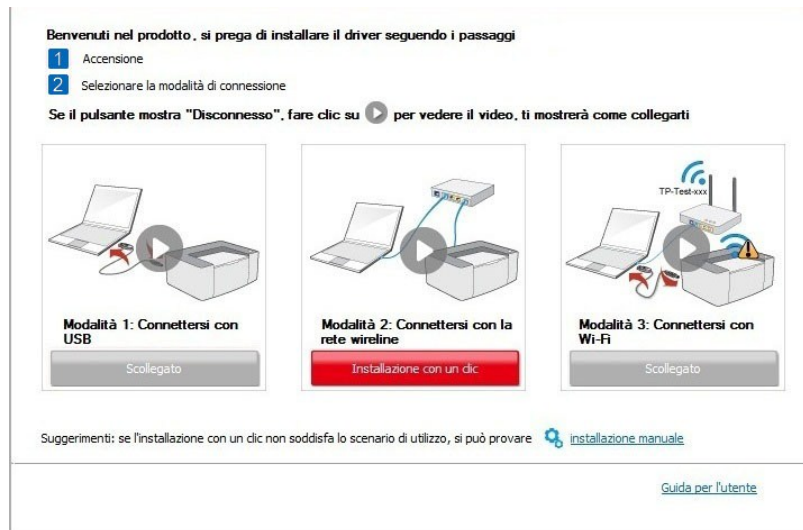 Benvenuti nel prodotto, si prega di installare il driver seguendo i passaggi
1 Accensione
2 Selezionare la modalità di connessione
Se il pulsante mostra "Disconnesso", fare clic su per vedere il video, ti mostrerà come collegarti
TP-Test-xxx
Modalità 1: Connettersi con
USB
Modalità 2: Connettersi con la
rete wireline
Modalità 3: Connettersi con
Wi-Fi
Scollegato
Installazione con un clic
Scollegato
Suggerimenti: se l'installazione con un clic non soddisfa lo scenario di utilizzo, si può provare installazione manuale
Guida per l'utente